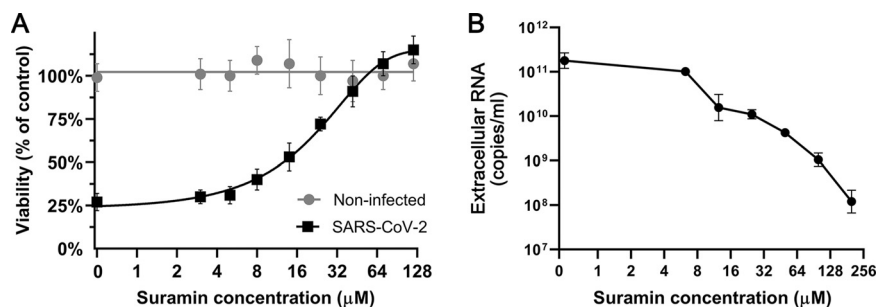 A
Viability (% of control)
100%
75%
50%
25%
0%
Non-infected
SARS-CoV-2
0 1 2 4 8 16 32 64 128
Suramin concentration (μM)
B
Extracellular RNA
(copies/ml)
10¹²
10¹¹
10¹⁰
10⁹
10⁸
10⁷
0 1 2 4 8 16 32 64 128 256
Suramin concentration (μM)